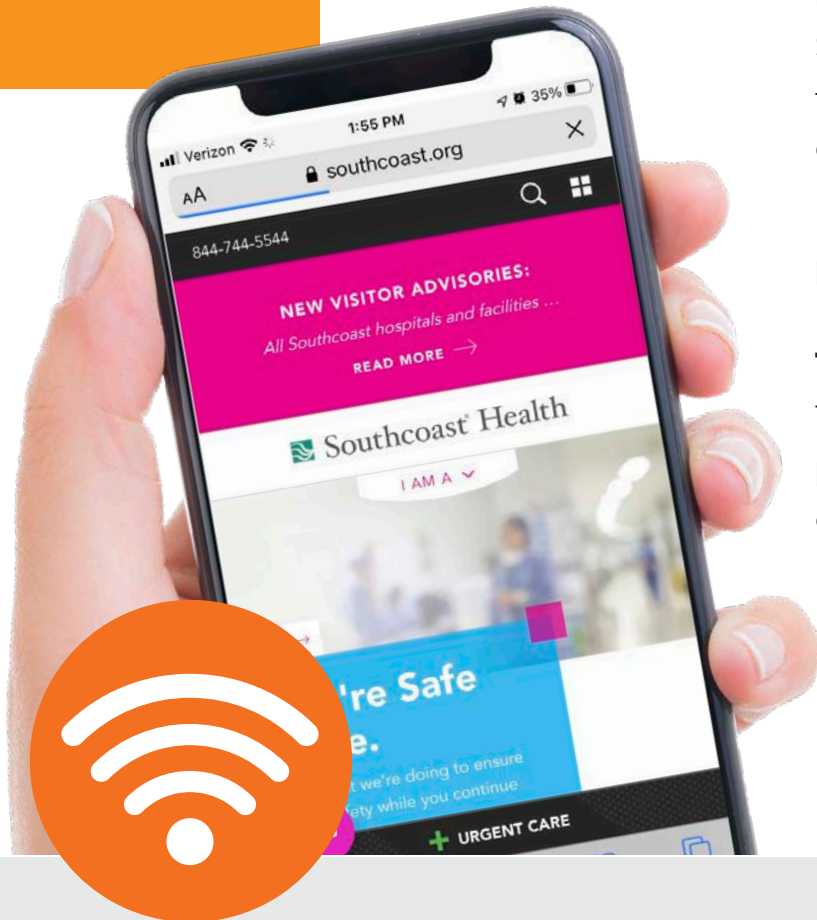 Verizon
1:55 PM
35%
AA
southcoast.org
844-744-5544
NEW VISITOR ADVISORIES:
All Southcoast hospitals and facilities ...
READ MORE
Southcoast® Health
I AM A
're Safe
e.
t we're doing to ensure
ety while you continue
URGENT CARE